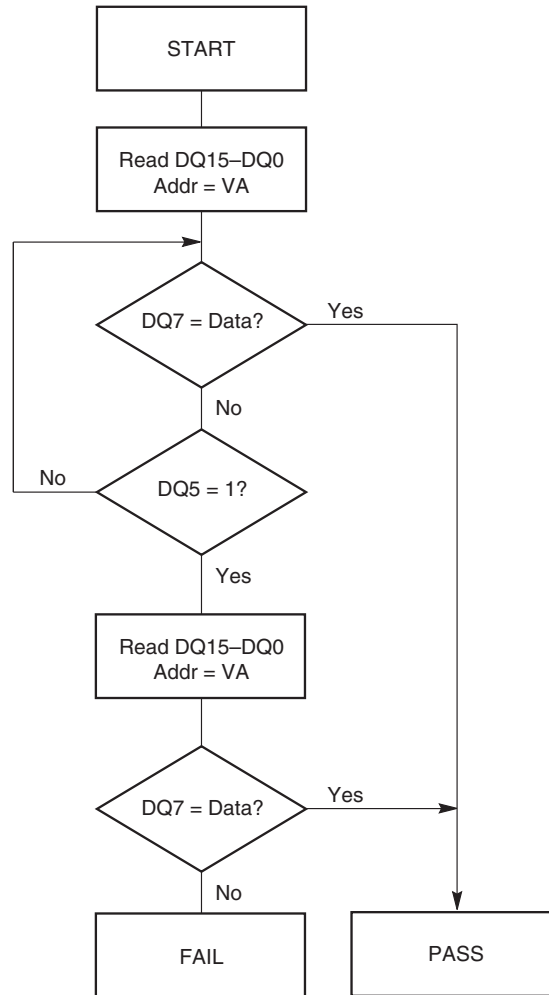 START
Read DQ15–DQ0
Addr = VA
DQ7 = Data?
Yes
No
DQ5 = 1?
No
Yes
Read DQ15–DQ0
Addr = VA
DQ7 = Data?
Yes
No
FAIL
PASS